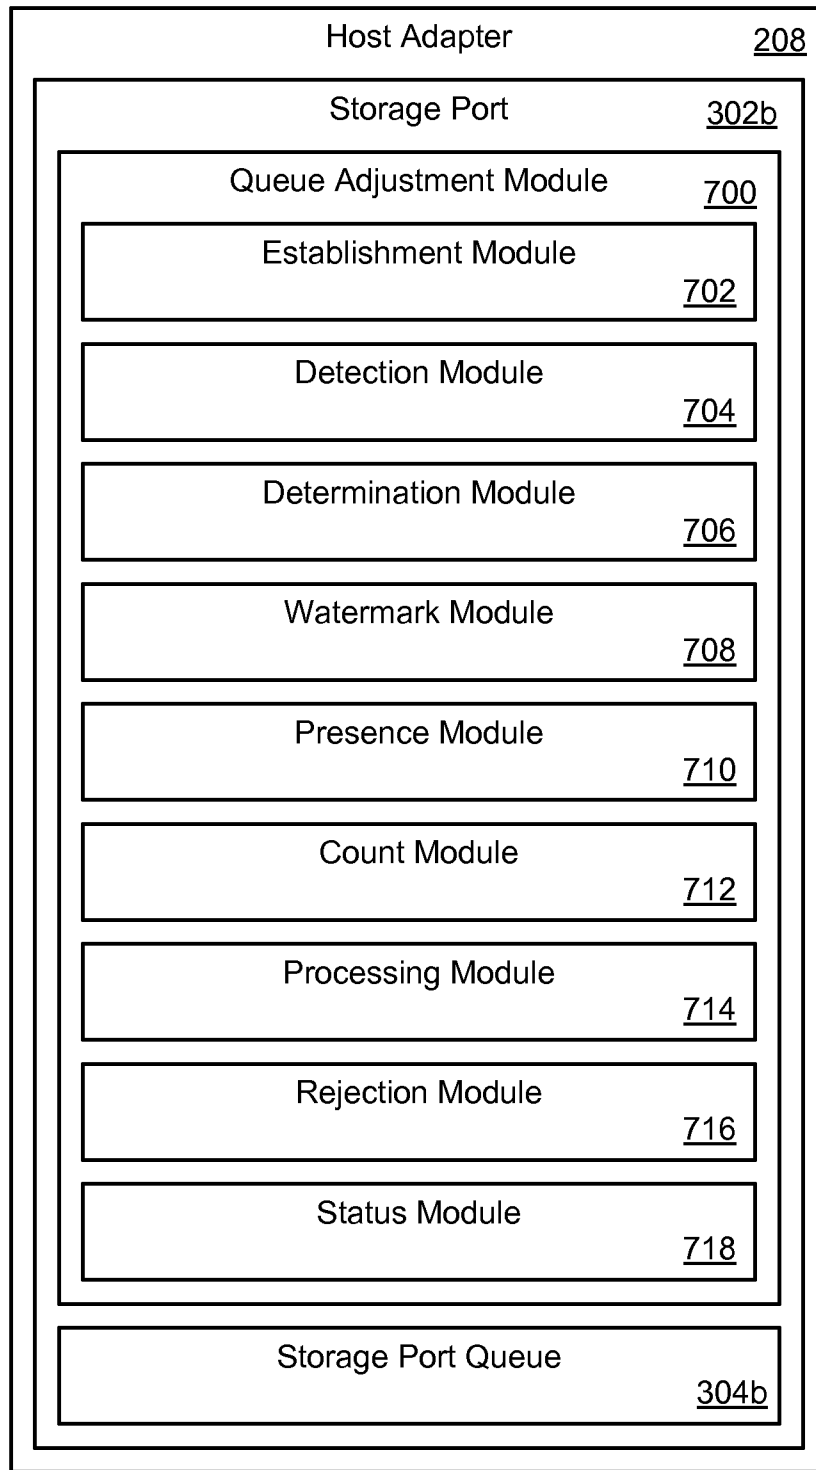 Host Adapter 208
Storage Port 302b
Queue Adjustment Module 700
Establishment Module
702
Detection Module
704
Determination Module
706
Watermark Module
708
Presence Module
710
Count Module
712
Processing Module
714
Rejection Module
716
Status Module
718
Storage Port Queue
304b